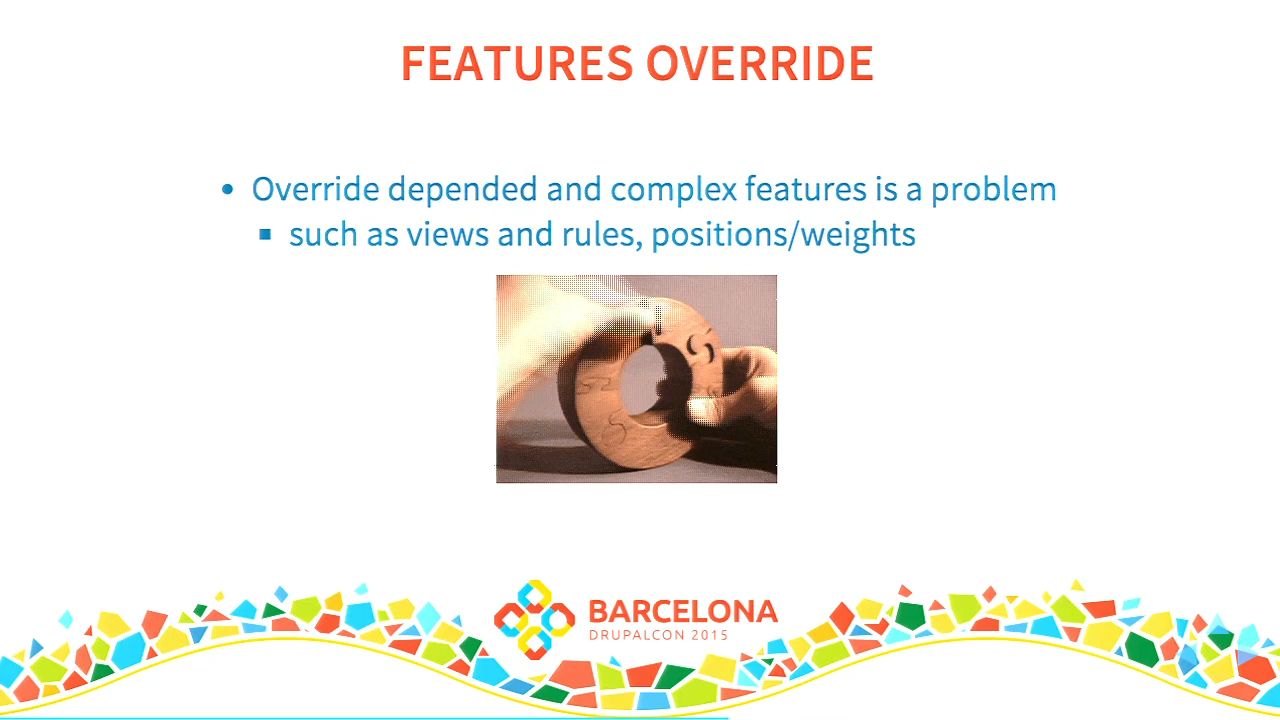 FEATURES OVERRIDE
• Override depended and complex features is a problem
▪ such as views and rules, positions/weights
BARCELONA
DRUPALCON 2015